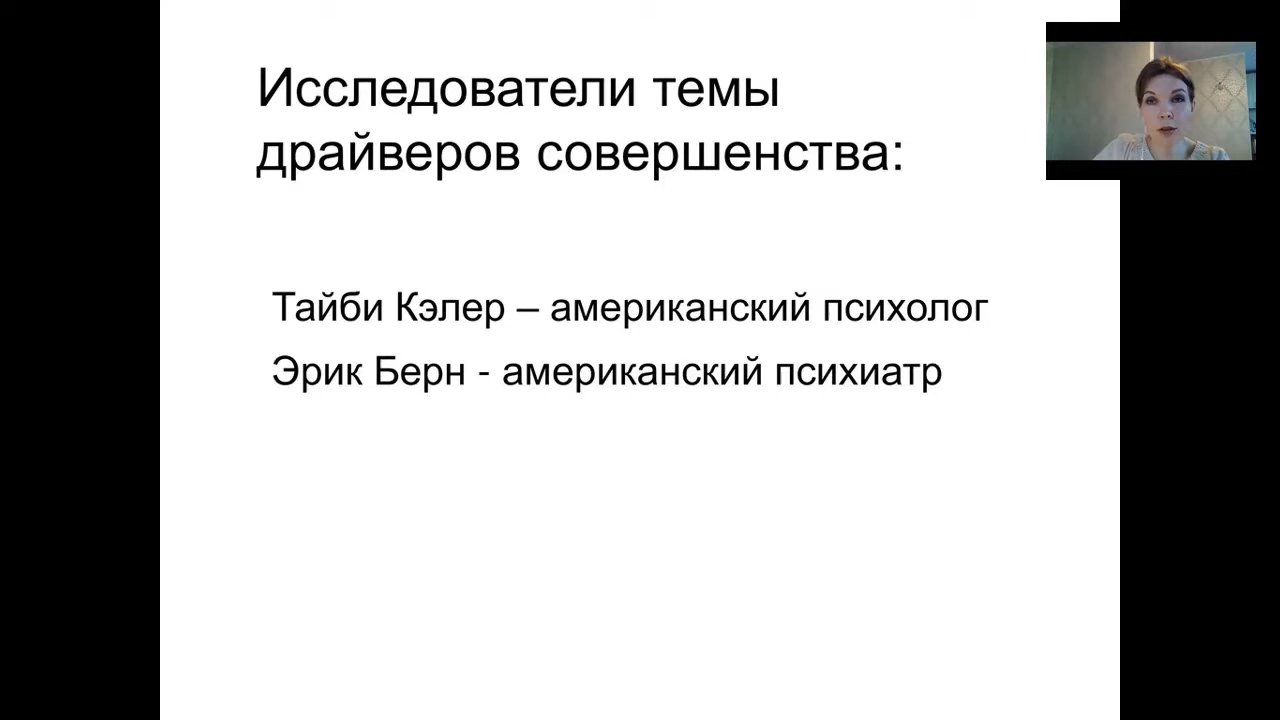 Исследователи темы
драйверов совершенства:
Тайби Кэлер – американский психолог
Эрик Берн - американский психиатр